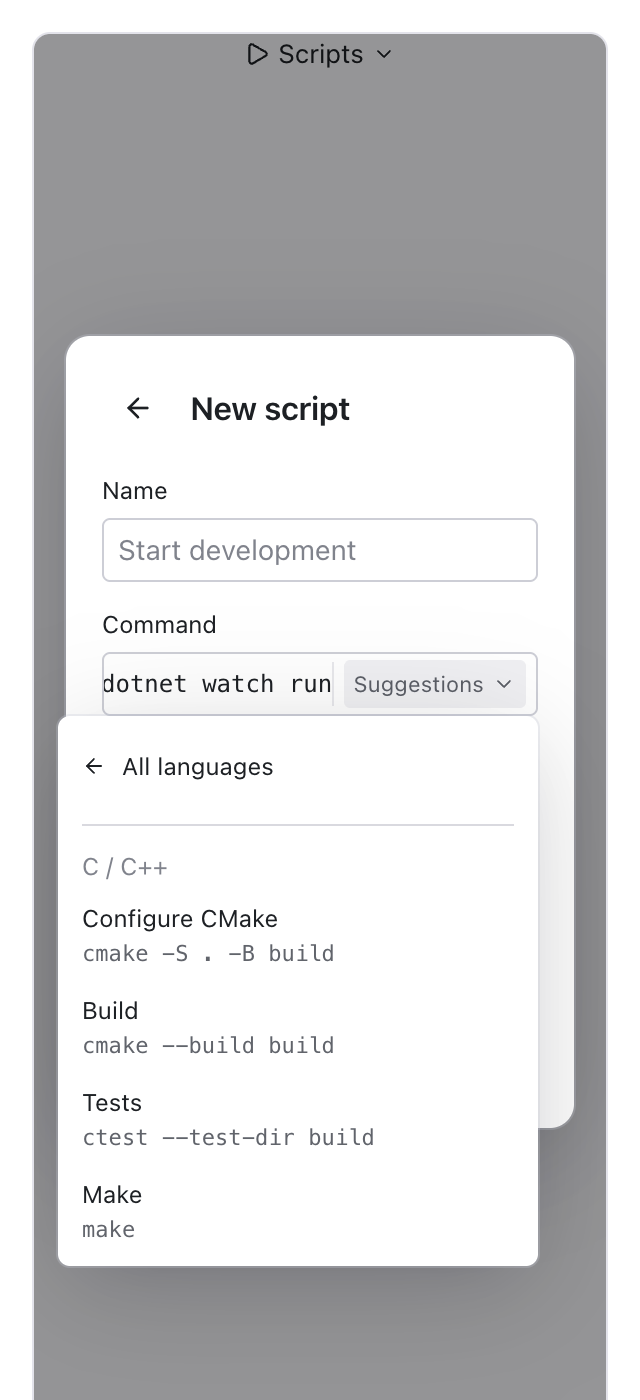 Scripts
New script
Name
Start development
Command
dotnet watch run
Suggestions
All languages
C / C++
Configure CMake
cmake -S . -B build
Build
cmake --build build
Tests
ctest --test-dir build
Make
make